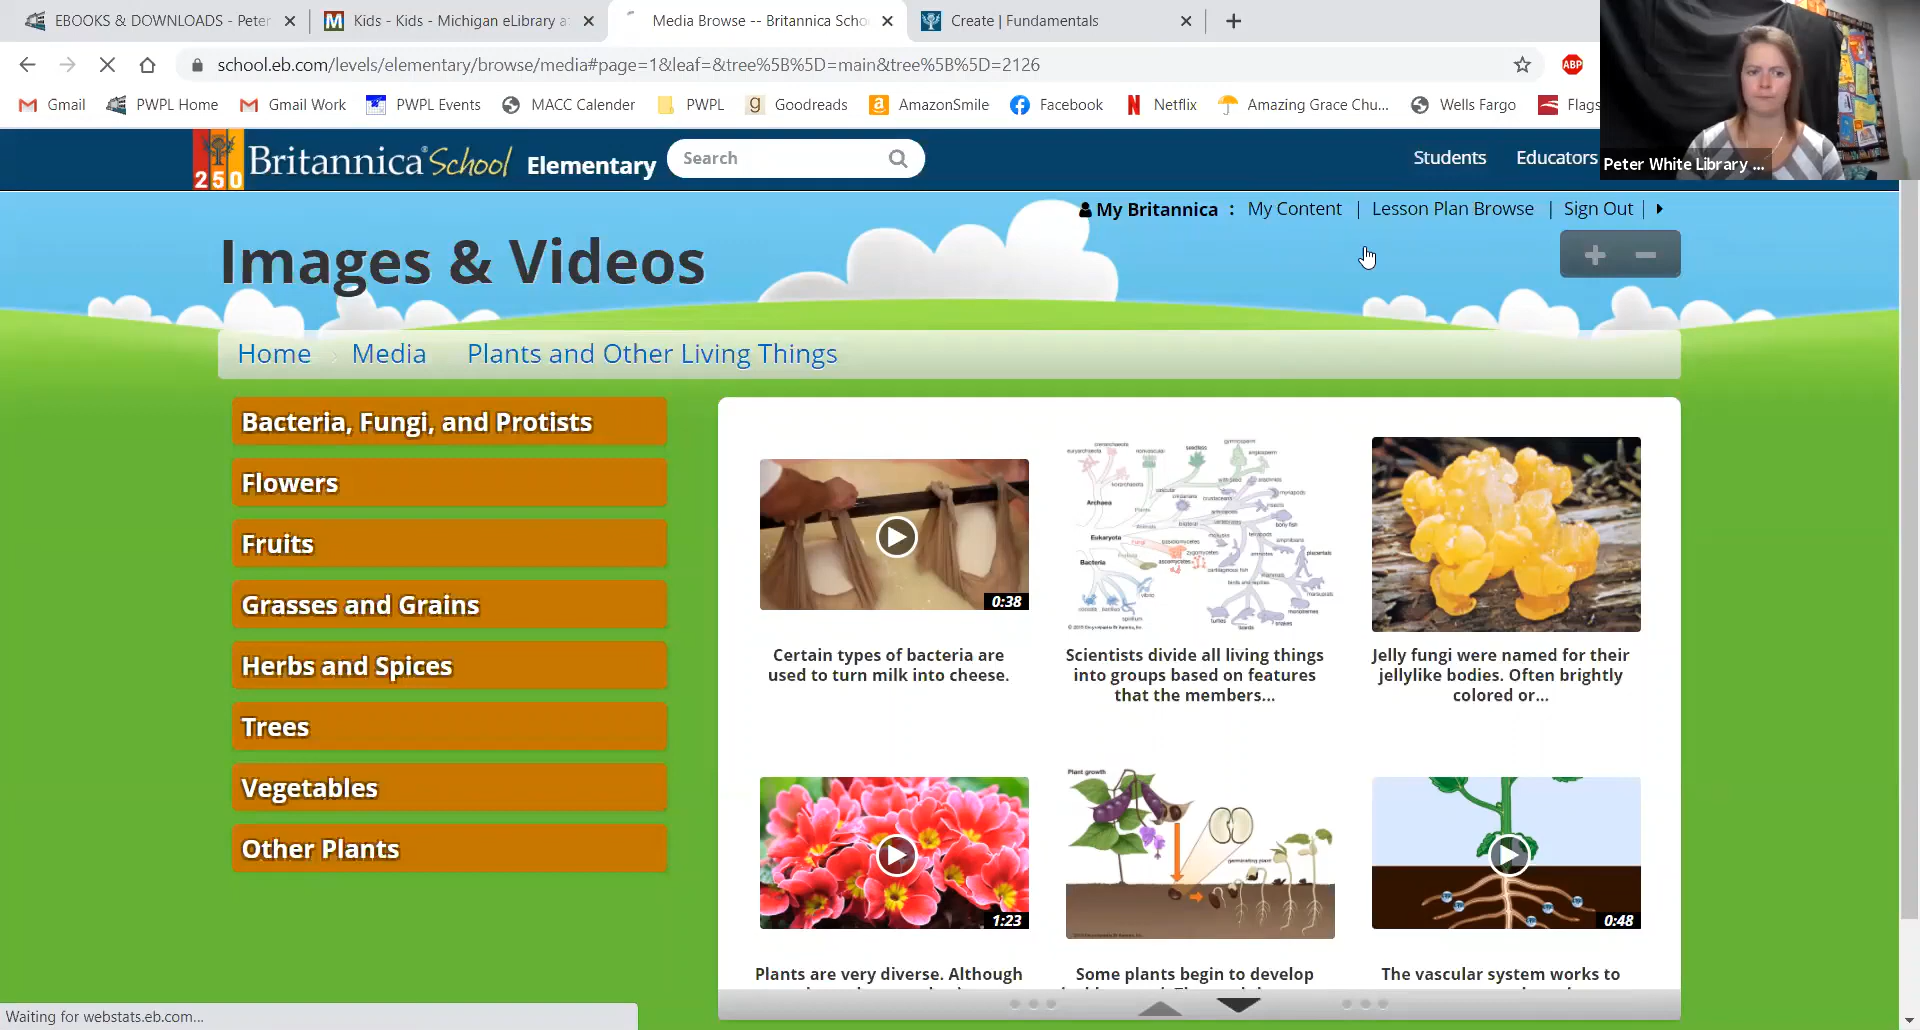 EBOOKS & DOWNLOADS - Peter
Kids - Kids - Michigan eLibrary a
Media Browse -- Britannica Scho
Create | Fundamentals
school.eb.com/levels/elementary/browse/media#page=1&leaf=&tree%5B%5D=main&tree%5B%5D=2126
ABP
Gmail
PWPL Home
Gmail Work
PWPL Events
MACC Calender
PWPL
Goodreads
AmazonSmile
Facebook
Netflix
Amazing Grace Chu...
Wells Fargo
Flags
Peter White Library ...
250
Britannica School Elementary
Search
Students
Educators
My Britannica : My Content | Lesson Plan Browse | Sign Out |
Images & Videos
Home Media Plants and Other Living Things
Bacteria, Fungi, and Protists
Flowers
Fruits
Grasses and Grains
Herbs and Spices
Trees
Vegetables
Other Plants
0:38
Certain types of bacteria are
used to turn milk into cheese.
Archaea
Eukaryota
Bacteria
Scientists divide all living things
into groups based on features
that the members...
Jelly fungi were named for their
jellylike bodies. Often brightly
colored or...
1:23
Plants are very diverse. Although
Plant growth
germinating plant
Some plants begin to develop
0:48
The vascular system works to
Waiting for webstats.eb.com...